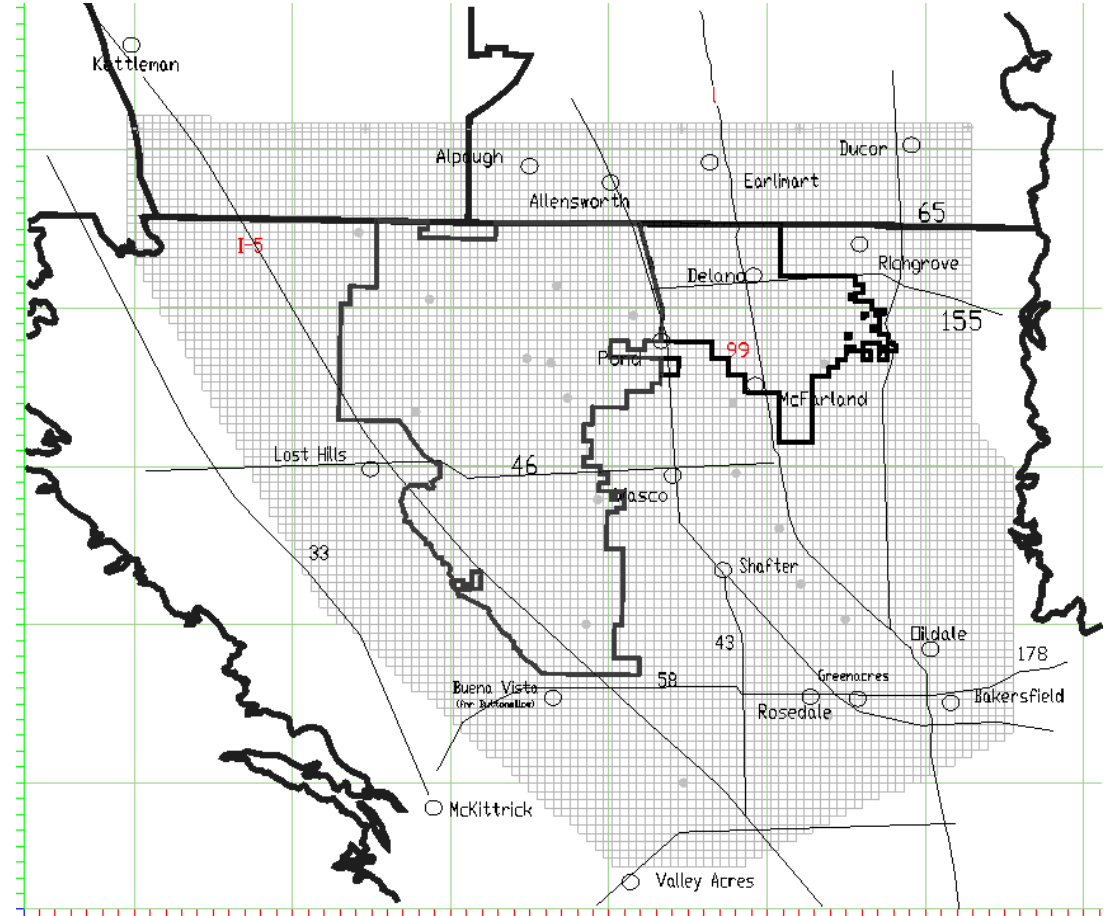 Kettleman
Ducor
Alpaugh
Earlimart
Allensworth
65
I-5
Richgrove
Delano
155
99
Pond
McFarland
Lost Hills
46
Wasco
33
Shafter
43
Oildale
178
Greenacres
58
Buena Vista
Bakersfield
Rosedale
McKittrick
Valley Acres